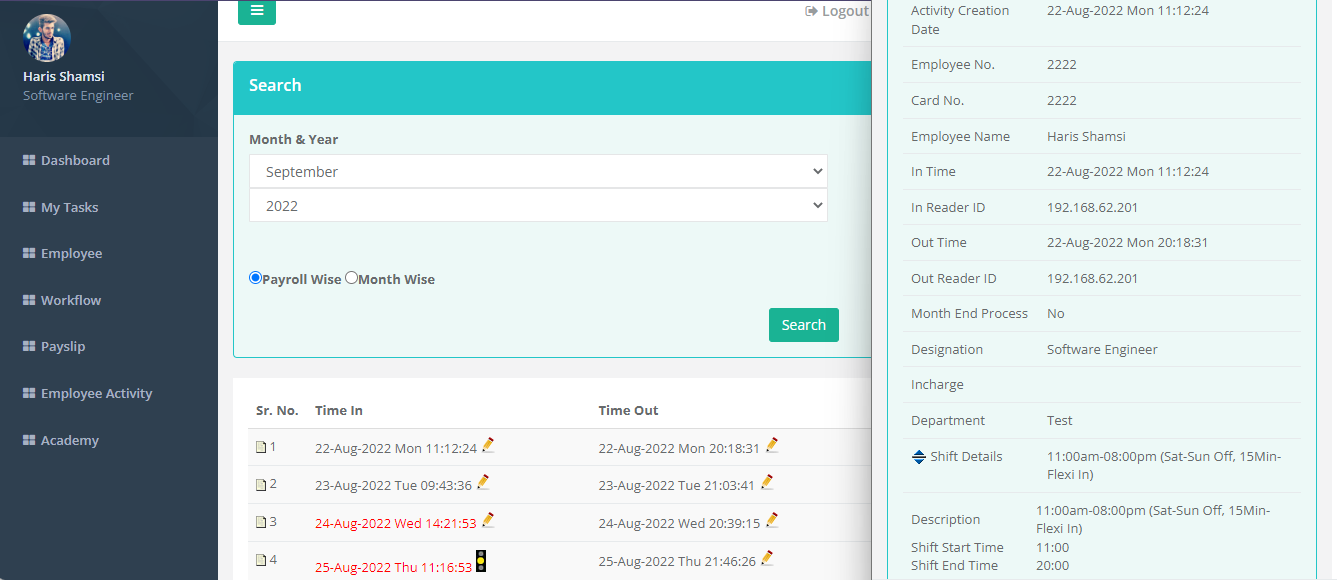 Haris Shamsi
Software Engineer
Dashboard
My Tasks
Employee
Workflow
Payslip
Employee Activity
Academy
Logout
Search
Month & Year
September
2022
Payroll Wise Month Wise
Search
Sr. No. Time In Time Out
1 22-Aug-2022 Mon 11:12:24 22-Aug-2022 Mon 20:18:31
2 23-Aug-2022 Tue 09:43:36 23-Aug-2022 Tue 21:03:41
3 24-Aug-2022 Wed 14:21:53 24-Aug-2022 Wed 20:39:15
4 25-Aug-2022 Thu 11:16:53 25-Aug-2022 Thu 21:46:26
Activity Creation 22-Aug-2022 Mon 11:12:24
Date
Employee No. 2222
Card No. 2222
Employee Name Haris Shamsi
In Time 22-Aug-2022 Mon 11:12:24
In Reader ID 192.168.62.201
Out Time 22-Aug-2022 Mon 20:18:31
Out Reader ID 192.168.62.201
Month End Process No
Designation Software Engineer
Incharge
Department Test
Shift Details 11:00am-08:00pm (Sat-Sun Off, 15Min-
Flexi In)
Description 11:00am-08:00pm (Sat-Sun Off, 15Min-
Flexi In)
Shift Start Time 11:00
Shift End Time 20:00